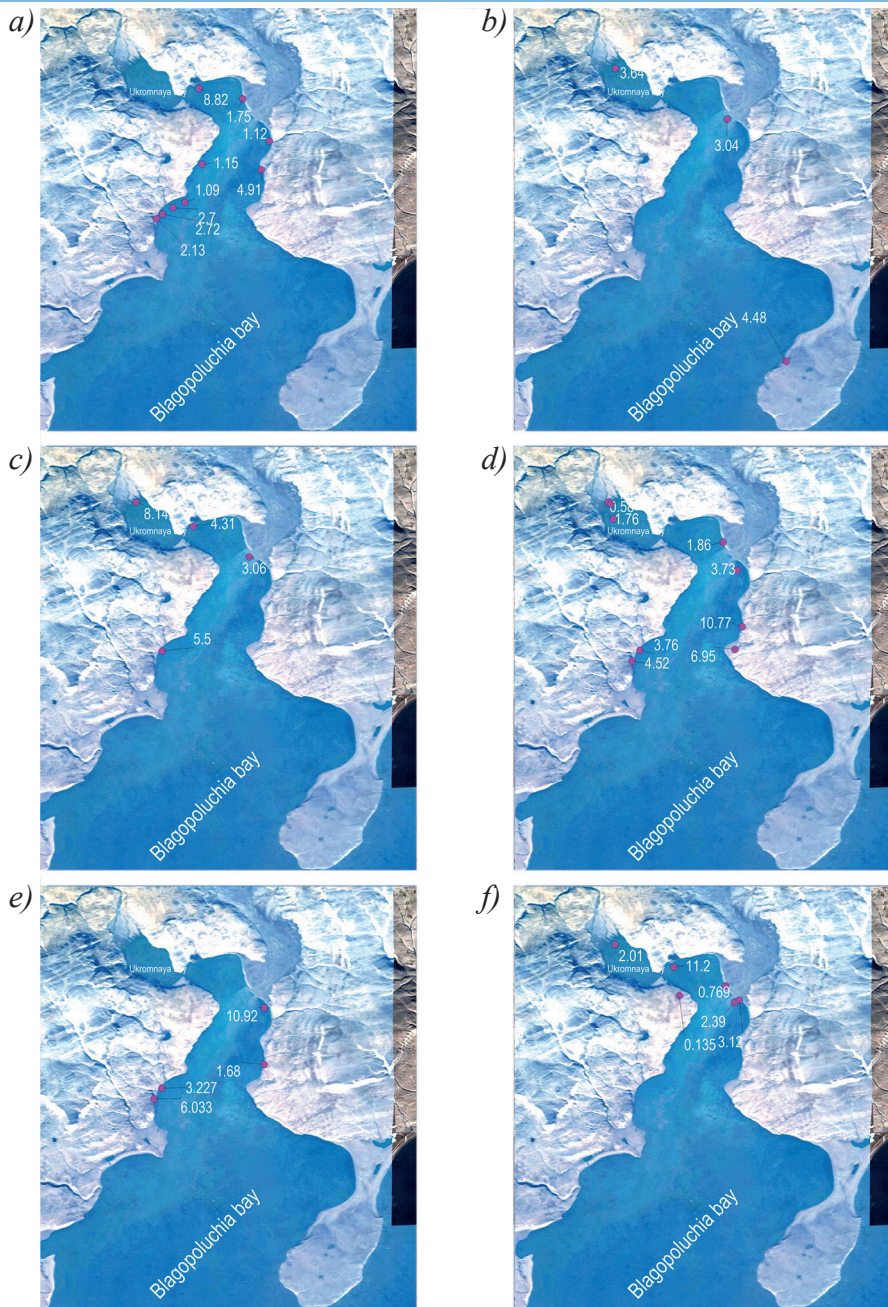 a)
Ukromnaya
8.82
1.75
1.12
1.15
4.91
1.09
2.7
2.72
2.13
Blagopoluchia bay
b)
3.64
Ukromnaya
3.04
4.48
Blagopoluchia bay
c)
8.14
4.31
Ukromnaya
3.06
5.5
Blagopoluchia bay
d)
0.58
1.76
Ukromnaya
1.86
3.73
10.77
3.76
6.95
4.52
Blagopoluchia bay
e)
Ukromnaya
10.92
1.68
3.227
6.033
Blagopoluchia bay
f)
2.01
11.2
Ukromnaya
0.769
2.39
0.135
3.12
Blagopoluchia bay